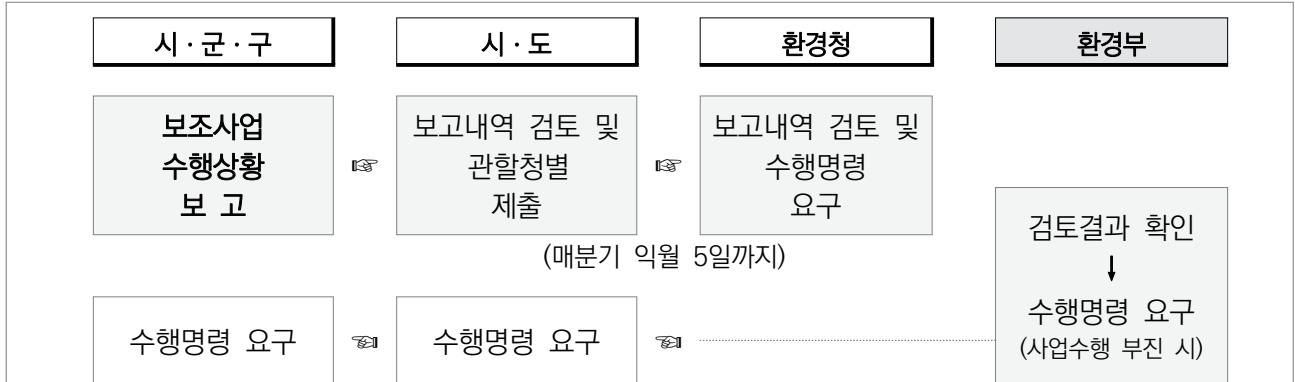 시·군·구
시·도
환경청
환경부
보조사업
수행상황
보 고
☞
보고내역 검토 및
관할청별
제출
☞
보고내역 검토 및
수행명령
요구
(매분기 익월 5일까지)
검토결과 확인
↓
수행명령 요구
(사업수행 부진 시)
수행명령 요구
☜
수행명령 요구
☜